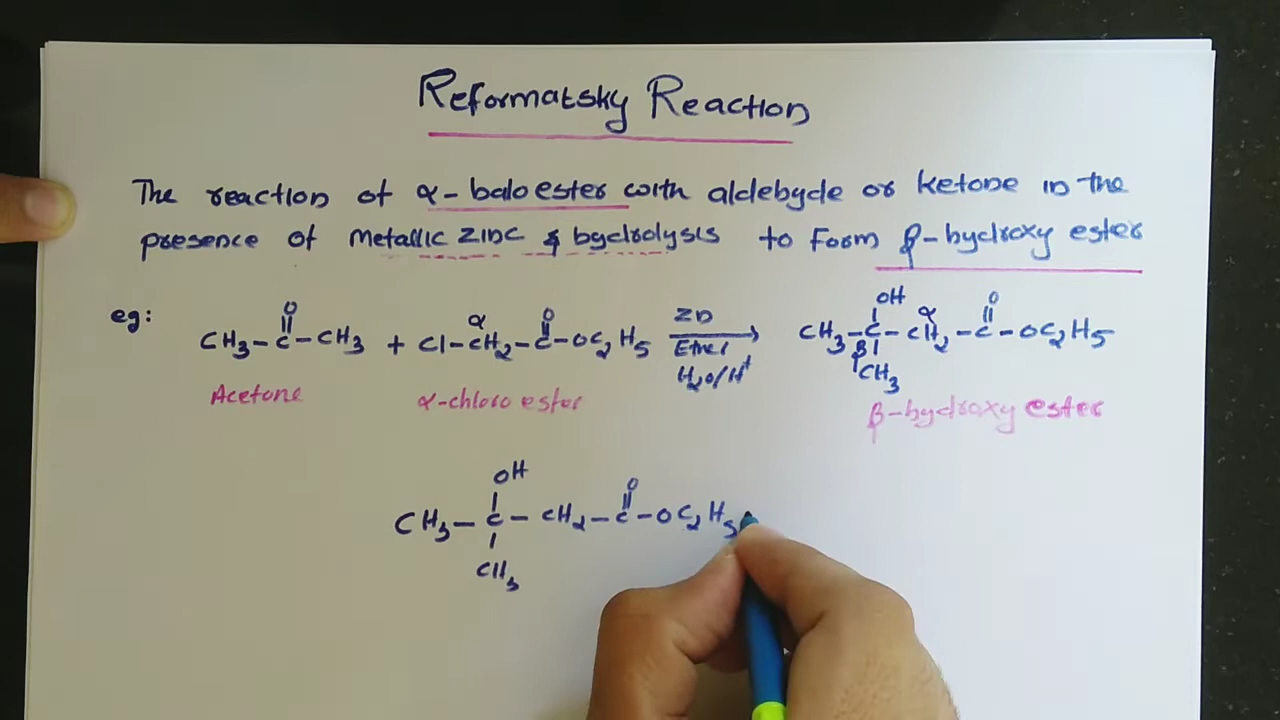 Reformatsky Reaction
The reaction of α-haloester with aldehyde or ketone in the
presence of Metallic zinc & hydrolysis to form β-hydroxy ester
eg:
O O OH α O
CH3-C-CH3 + Cl-CH2-C-OC2H5 Zn CH3-C-CH2-C-OC2H5
α Ether β
H2O/H+ CH3
Acetone α-chloro ester β-hydroxy ester
OH O
CH3-C-CH2-C-OC2H5
CH3